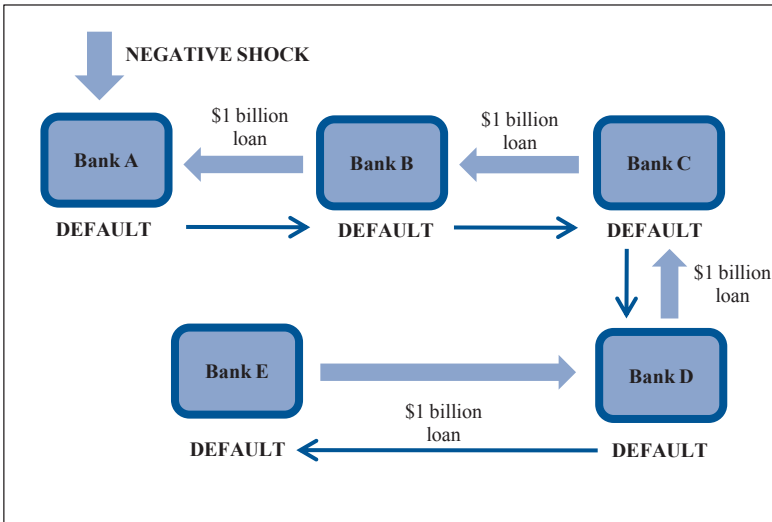 NEGATIVE SHOCK
$1 billion
loan
$1 billion
loan
Bank A
Bank B
Bank C
DEFAULT
DEFAULT
DEFAULT
$1 billion
loan
Bank E
Bank D
$1 billion
loan
DEFAULT
DEFAULT